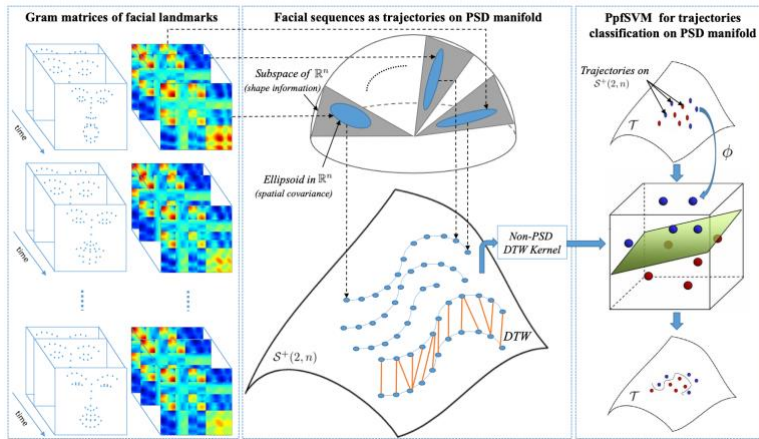 Gram matrices of facial landmarks
time
time
time
Facial sequences as trajectories on PSD manifold
Subspace of ℝⁿ
(shape information)
Ellipsoid in ℝⁿ
(spatial covariance)
Non-PSD
DTW Kernel
DTW
𝒮⁺(2, n)
PpfSVM for trajectories
classification on PSD manifold
Trajectories on
𝒮⁺(2, n)
𝒯
ϕ
𝒯